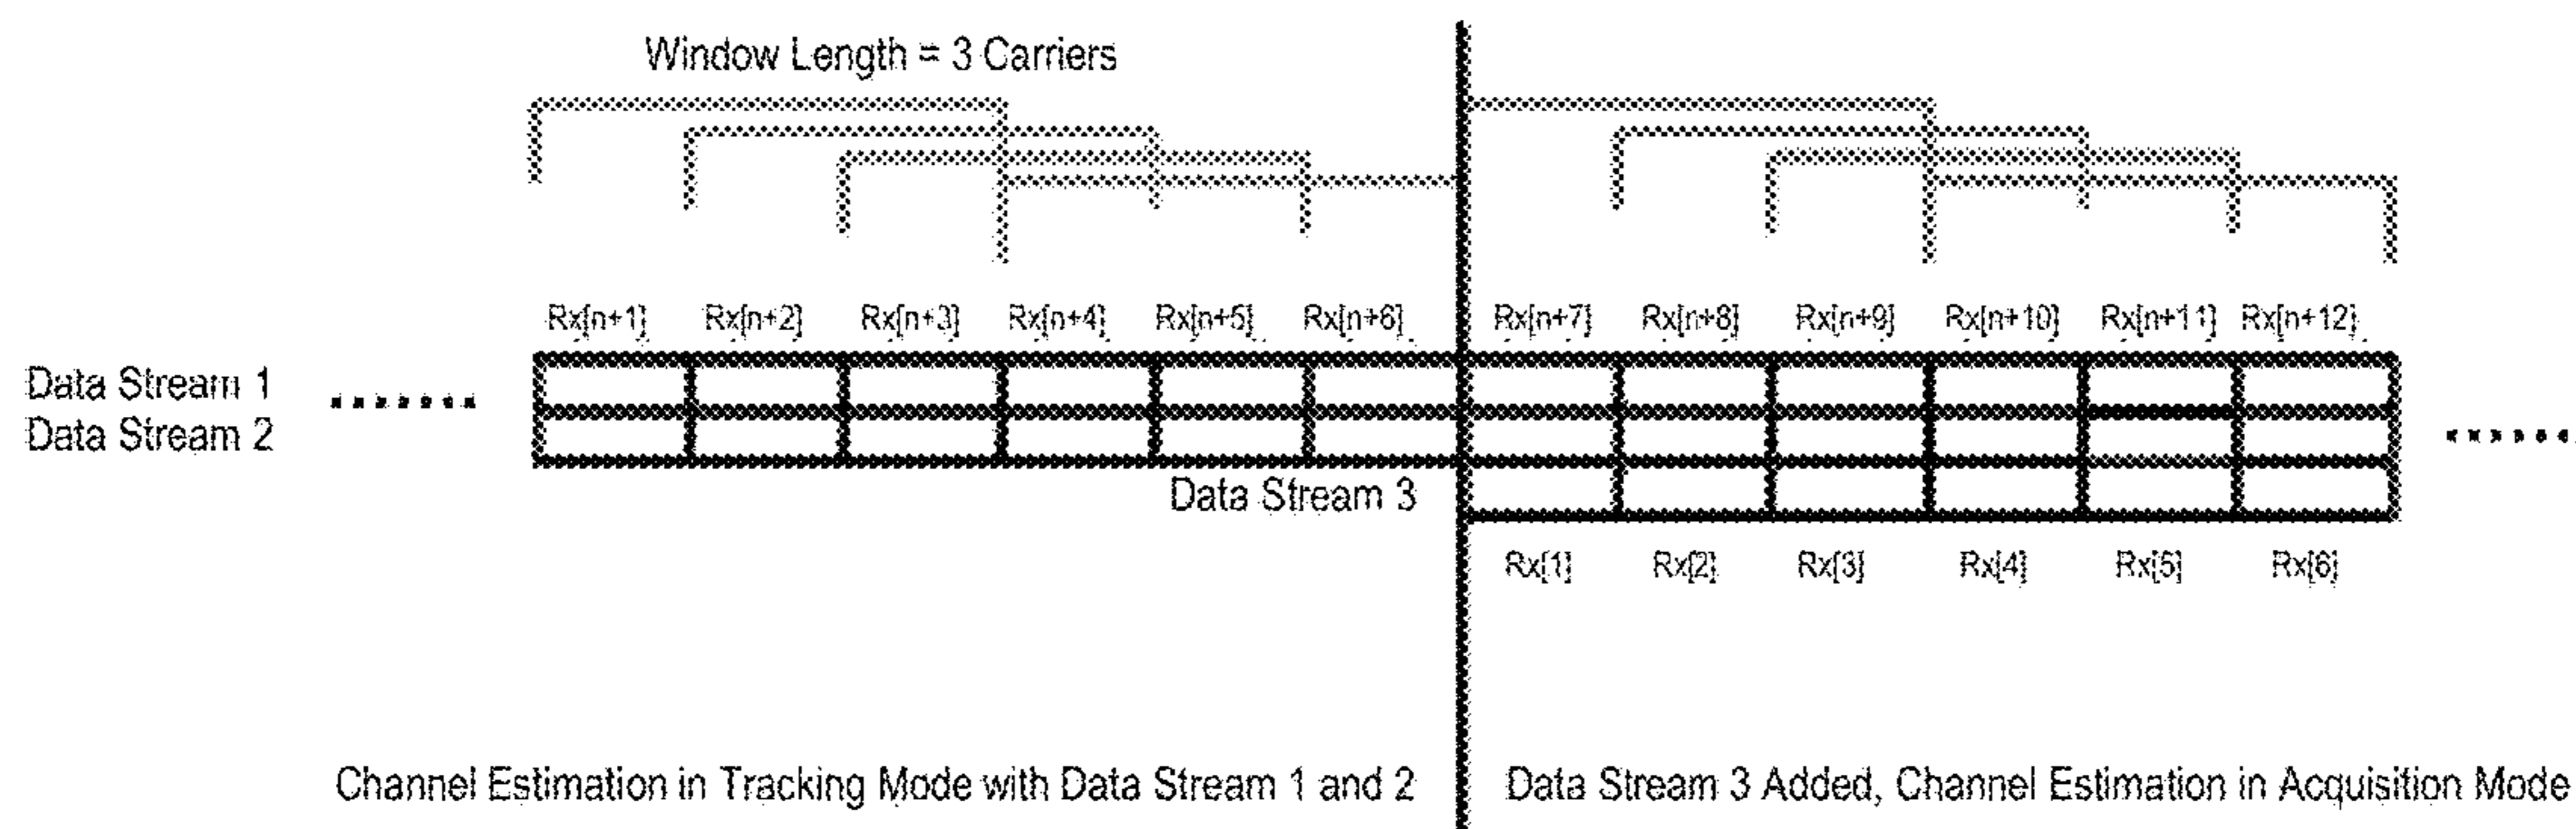 Window Length = 3 Carriers
Rx[n+1] Rx[n+2] Rx[n+3] Rx[n+4] Rx[n+5] Rx[n+6] Rx[n+7] Rx[n+8] Rx[n+9] Rx[n+10] Rx[n+11] Rx[n+12]
Data Stream 1
Data Stream 2
Data Stream 3
Rx[1] Rx[2] Rx[3] Rx[4] Rx[5] Rx[6]
Channel Estimation in Tracking Mode with Data Stream 1 and 2
Data Stream 3 Added, Channel Estimation in Acquisition Mode